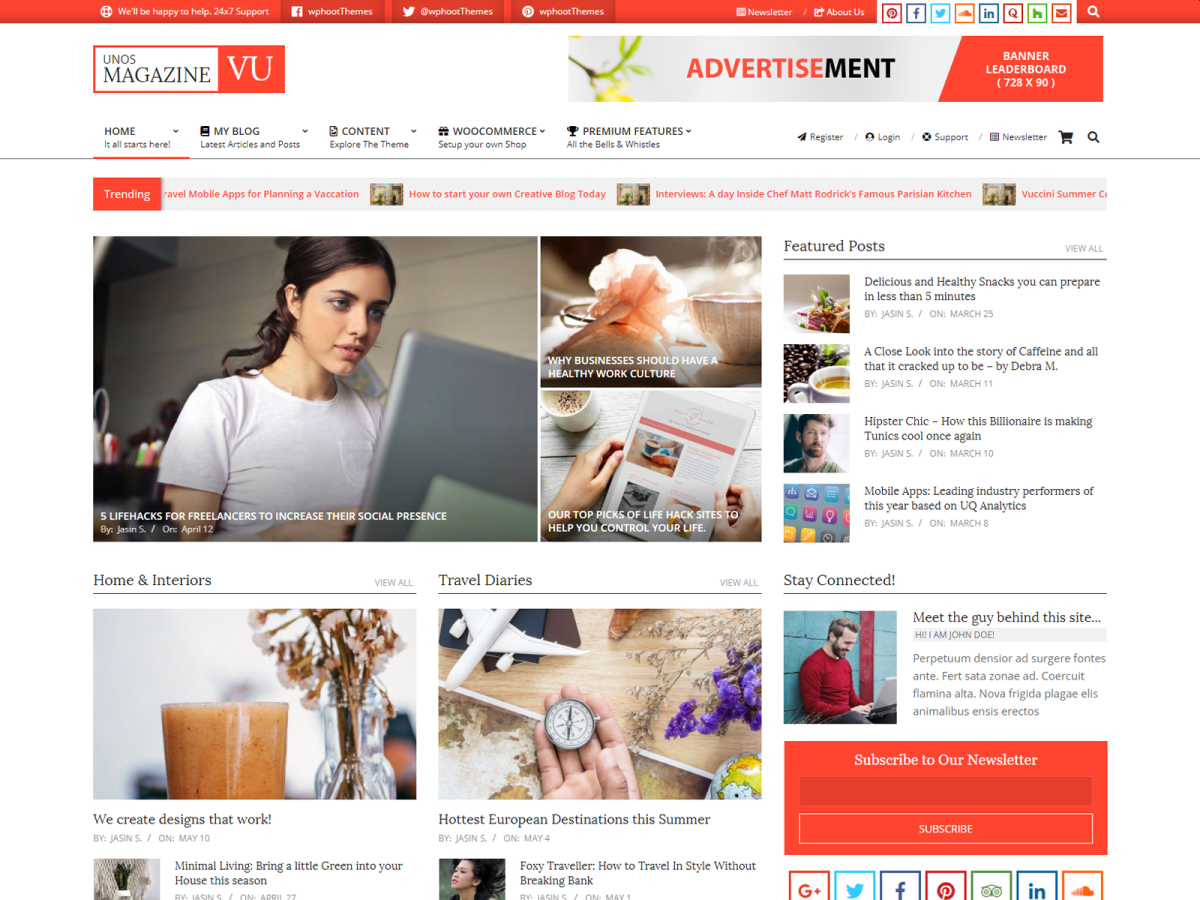 We'll be happy to help. 24x7 Support
wphootThemes
@wphootThemes
wphootThemes
Newsletter / About Us
UNOS
MAGAZINE
VU
ADVERTISEMENT
BANNER
LEADERBOARD
( 728 X 90 )
HOME
It all starts here!
MY BLOG
Latest Articles and Posts
CONTENT
Explore The Theme
WOOCOMMERCE
Setup your own Shop
PREMIUM FEATURES
All the Bells & Whistles
Register / Login / Support / Newsletter
Trending
ravel Mobile Apps for Planning a Vaccation
How to start your own Creative Blog Today
Interviews: A day Inside Chef Matt Rodrick's Famous Parisian Kitchen
Vuccini Summer Co
5 LIFEHACKS FOR FREELANCERS TO INCREASE THEIR SOCIAL PRESENCE
By: Jasin S. / On: April 12
WHY BUSINESSES SHOULD HAVE A
HEALTHY WORK CULTURE
OUR TOP PICKS OF LIFE HACK SITES TO
HELP YOU CONTROL YOUR LIFE.
Featured Posts
VIEW ALL
Delicious and Healthy Snacks you can prepare
in less than 5 minutes
BY: JASIN S. / ON: MARCH 25
A Close Look into the story of Caffeine and all
that it cracked up to be – by Debra M.
BY: JASIN S. / ON: MARCH 11
Hipster Chic – How this Billionaire is making
Tunics cool once again
BY: JASIN S. / ON: MARCH 10
Mobile Apps: Leading industry performers of
this year based on UQ Analytics
BY: JASIN S. / ON: MARCH 8
Home & Interiors
VIEW ALL
We create designs that work!
BY: JASIN S. / ON: MAY 10
Minimal Living: Bring a little Green into your
House this season
BY: JASIN S. / ON: APRIL 27
Travel Diaries
VIEW ALL
Hottest European Destinations this Summer
BY: JASIN S. / ON: MAY 4
Foxy Traveller: How to Travel In Style Without
Breaking Bank
BY: JASIN S. / ON: MAY 1
Stay Connected!
Meet the guy behind this site...
HI! I AM JOHN DOE!
Perpetuum densior ad surgere fontes
ante. Fert sata zonae ad. Coercuit
flamina alta. Nova frigida plagae elis
animalibus ensis erectos
Subscribe to Our Newsletter
SUBSCRIBE